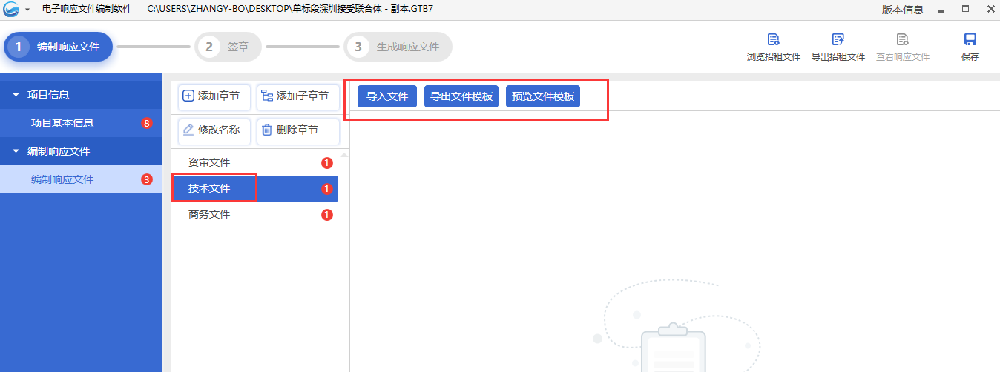 电子响应文件编制软件 C:\USERS\ZHANGY-BO\DESKTOP\单标段深圳接受联合体 - 副本.GTB7 版本信息
1 编制响应文件 2 签章 3 生成响应文件
浏览招租文件 导出招租文件 查看响应文件 保存
项目信息
项目基本信息 8
编制响应文件
编制响应文件 3
添加章节 添加子章节
修改名称 删除章节
资审文件 1
技术文件 1
商务文件 1
导入文件 导出文件模板 预览文件模板